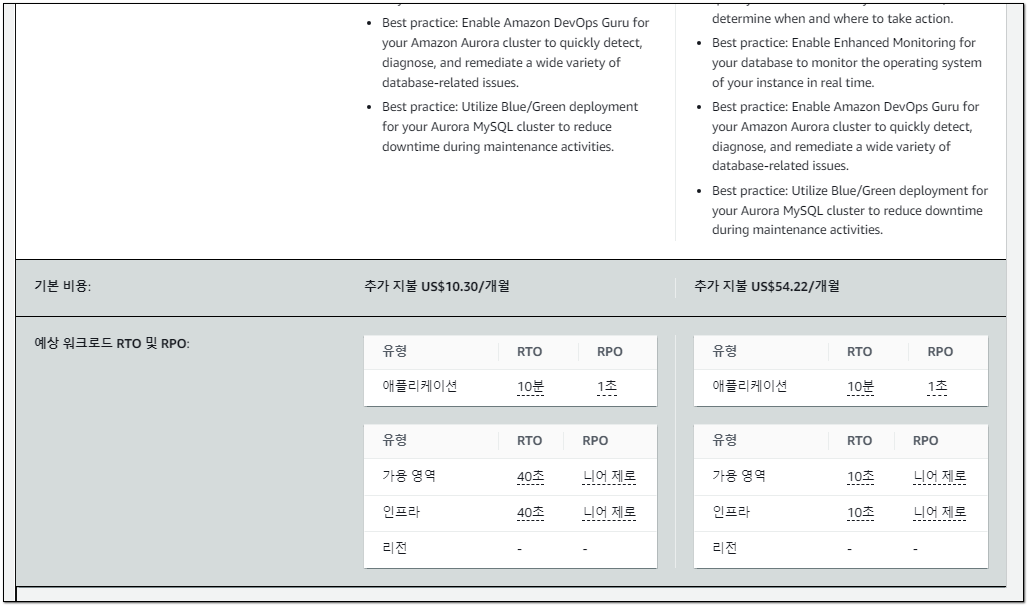 • Best practice: Enable Amazon DevOps Guru for
your Amazon Aurora cluster to quickly detect,
diagnose, and remediate a wide variety of
database-related issues.
• Best practice: Utilize Blue/Green deployment
for your Aurora MySQL cluster to reduce
downtime during maintenance activities.
determine when and where to take action.
• Best practice: Enable Enhanced Monitoring for
your database to monitor the operating system
of your instance in real time.
• Best practice: Enable Amazon DevOps Guru for
your Amazon Aurora cluster to quickly detect,
diagnose, and remediate a wide variety of
database-related issues.
• Best practice: Utilize Blue/Green deployment for
your Aurora MySQL cluster to reduce downtime
during maintenance activities.
기본 비용: 추가 지불 US$10.30/개월 추가 지불 US$54.22/개월
예상 워크로드 RTO 및 RPO:
유형 RTO RPO
애플리케이션 10분 1초
유형 RTO RPO
가용 영역 40초 니어 제로
인프라 40초 니어 제로
리전 - -
유형 RTO RPO
애플리케이션 10분 1초
유형 RTO RPO
가용 영역 10초 니어 제로
인프라 10초 니어 제로
리전 - -